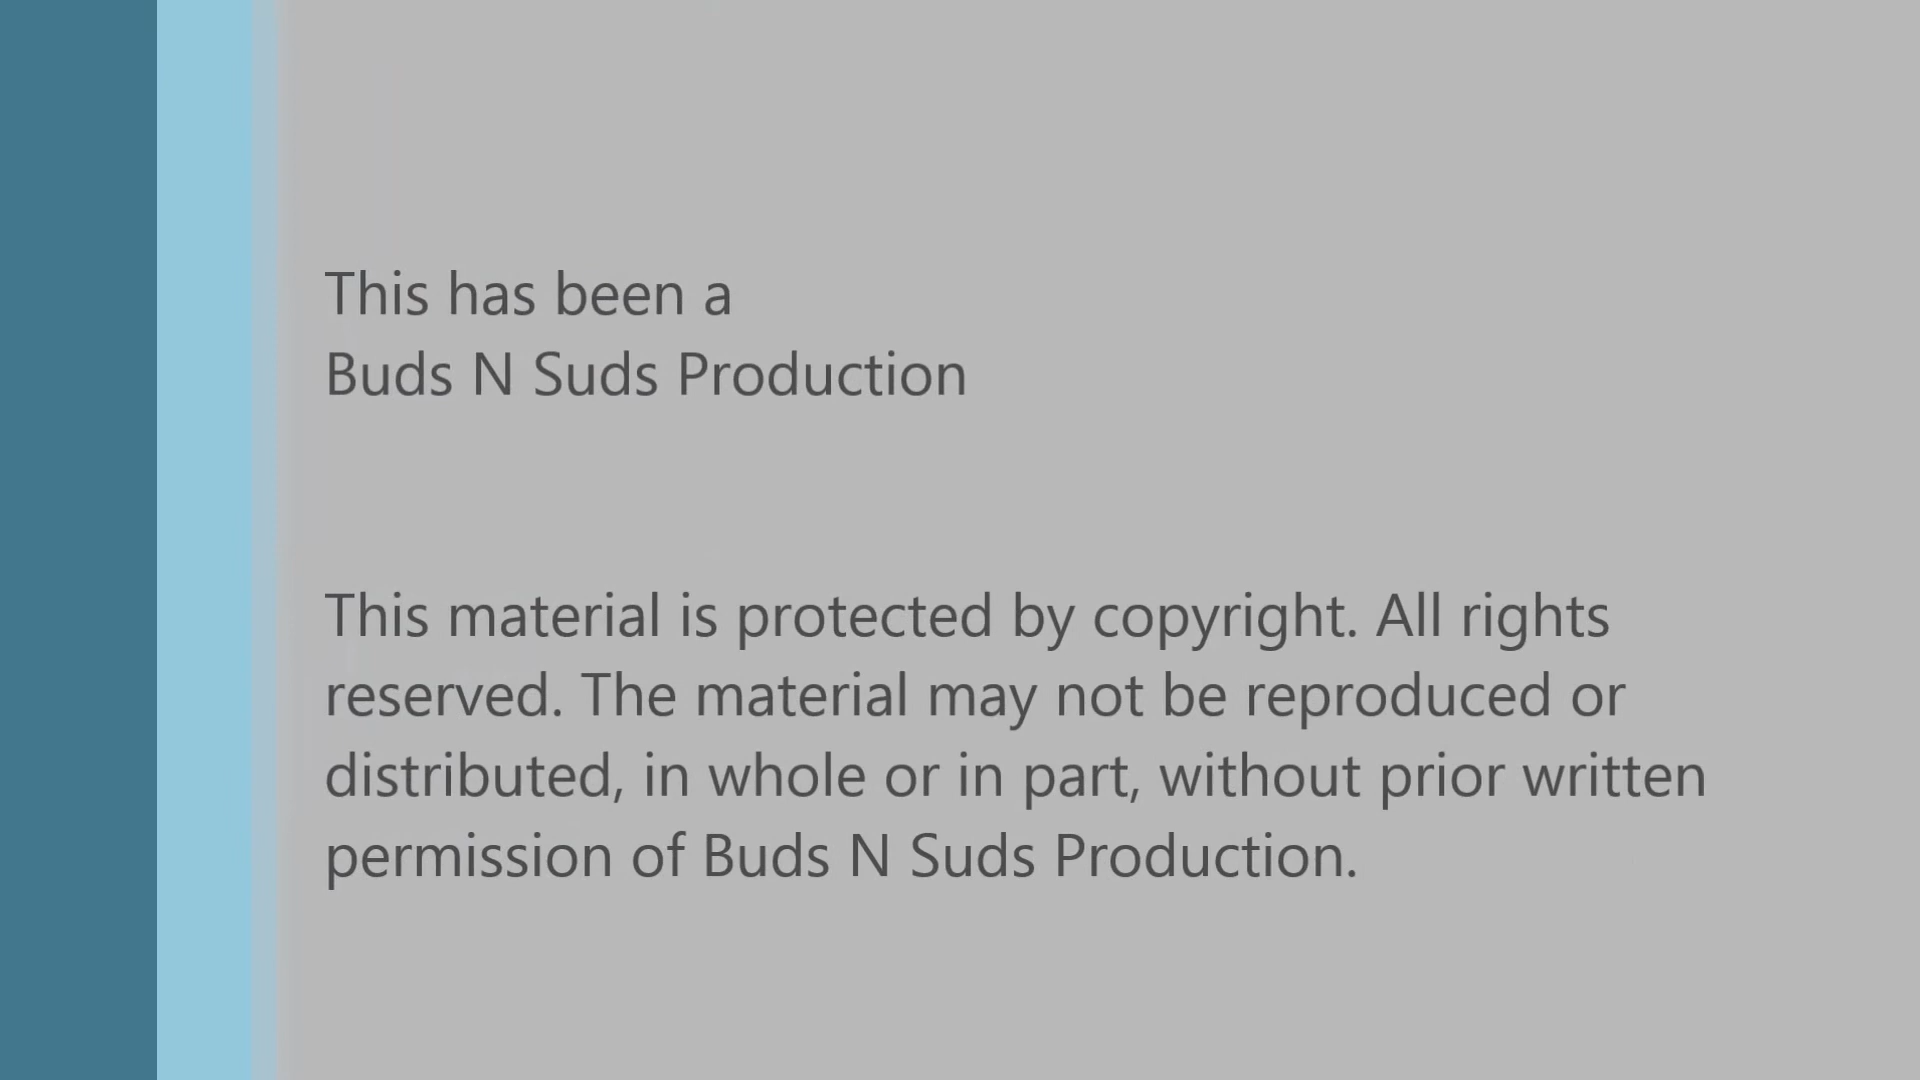 This has been a
Buds N Suds Production
This material is protected by copyright. All rights
reserved. The material may not be reproduced or
distributed, in whole or in part, without prior written
permission of Buds N Suds Production.